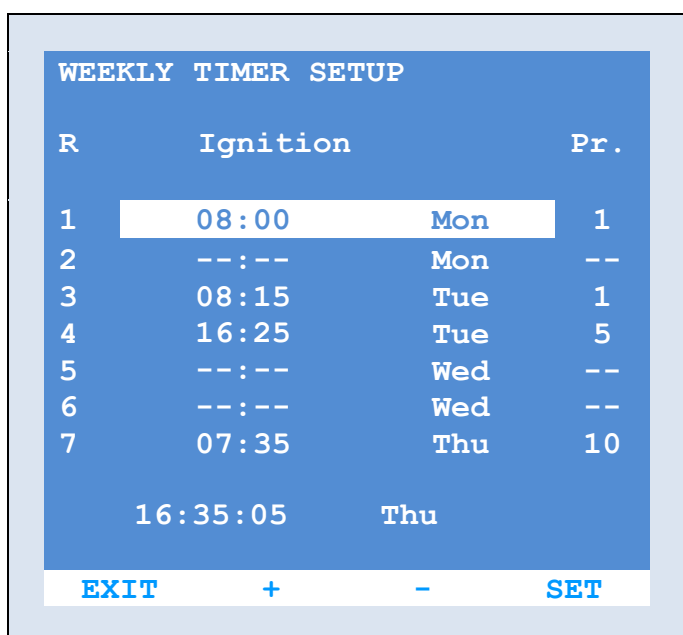 WEEKLY TIMER SETUP
R Ignition Pr.
1 08:00 Mon 1
2 --:-- Mon --
3 08:15 Tue 1
4 16:25 Tue 5
5 --:-- Wed --
6 --:-- Wed --
7 07:35 Thu 10
16:35:05 Thu
EXIT + - SET